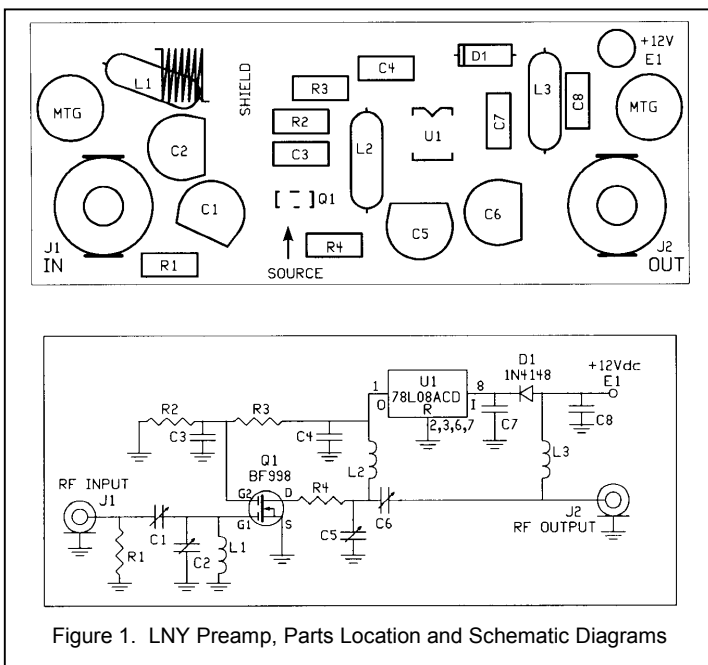 +12V
E1
L1
SHIELD
C4
D1
L3
C8
MTG
R3
MTG
R2
C7
C2
C3
L2
U1
C1
Q1
C5
C6
J1
IN
R1
R4
J2
OUT
SOURCE
U1
78L08ACD
1
O
R
8
I
2,3,6,7
D1
1N4148
+12Vdc
E1
R2
R3
C3
C4
C7
C8
L2
L3
Q1
BF998
RF INPUT
J1
G2
D
R4
G1
S
C6
C1
R1
C2
L1
C5
J2
RF OUTPUT
Figure 1. LNY Preamp, Parts Location and Schematic Diagrams